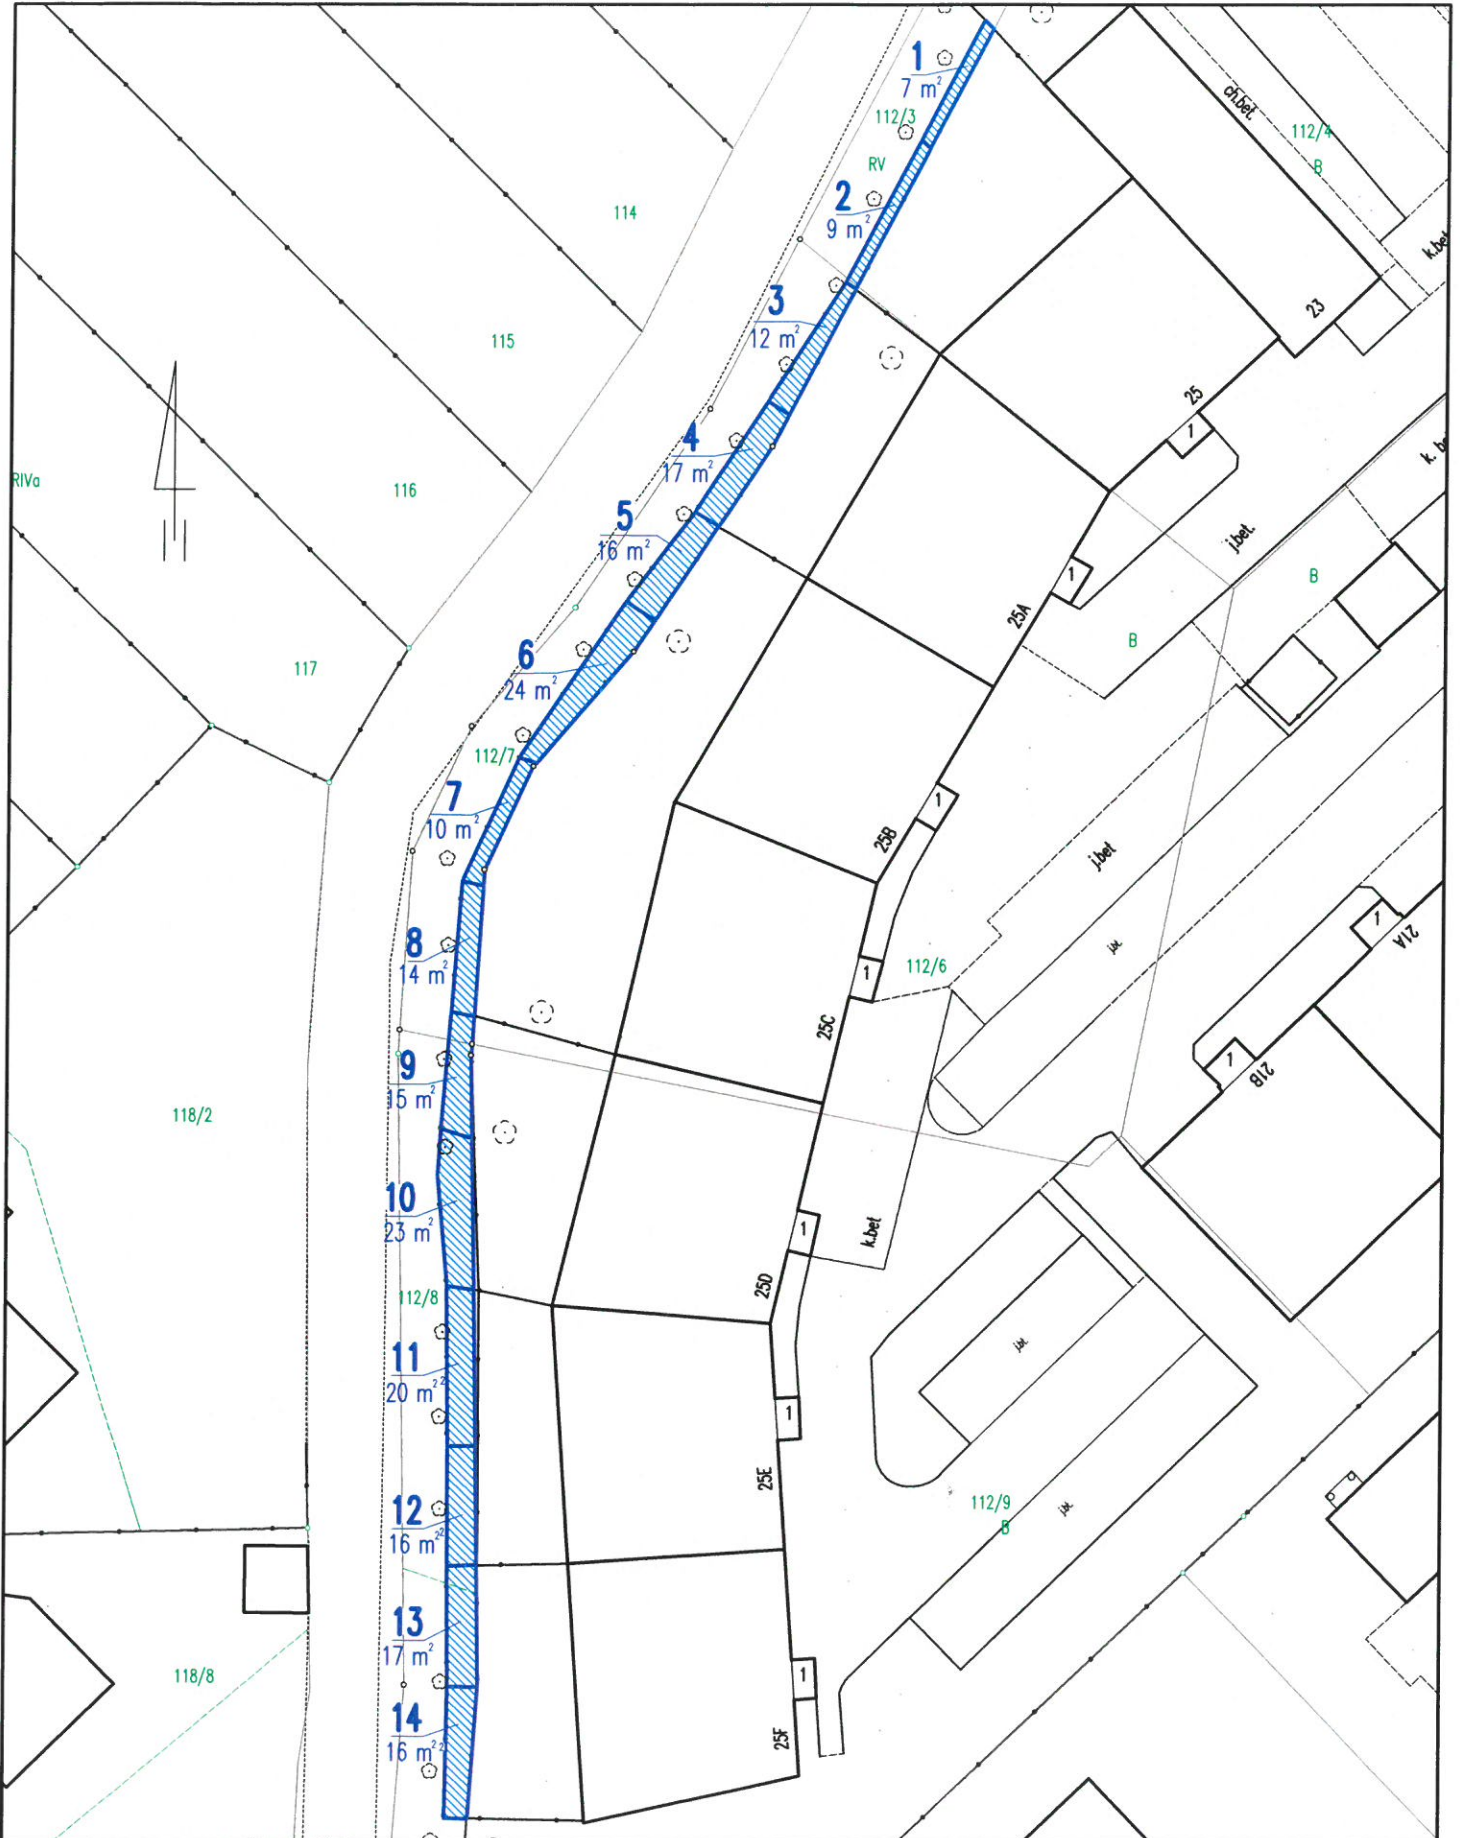 1
7 m²
112/3
RV
2
9 m²
ch.bet.
112/4
B
k.bet
23
114
3
12 m²
115
25
1
4
17 m²
RIVa
116
5
16 m²
k. b
j.bet.
B
1
25A
B
6
24 m²
117
112/7
7
10 m²
1
25B
j.bet
8
14 m²
1
21A
112/6
1
25C
9
15 m²
1
21B
118/2
10
23 m²
1
k.bet
25D
112/8
11
20 m²
1
25E
12
16 m²
112/9
B
13
17 m²
118/8
1
14
16 m²
25F